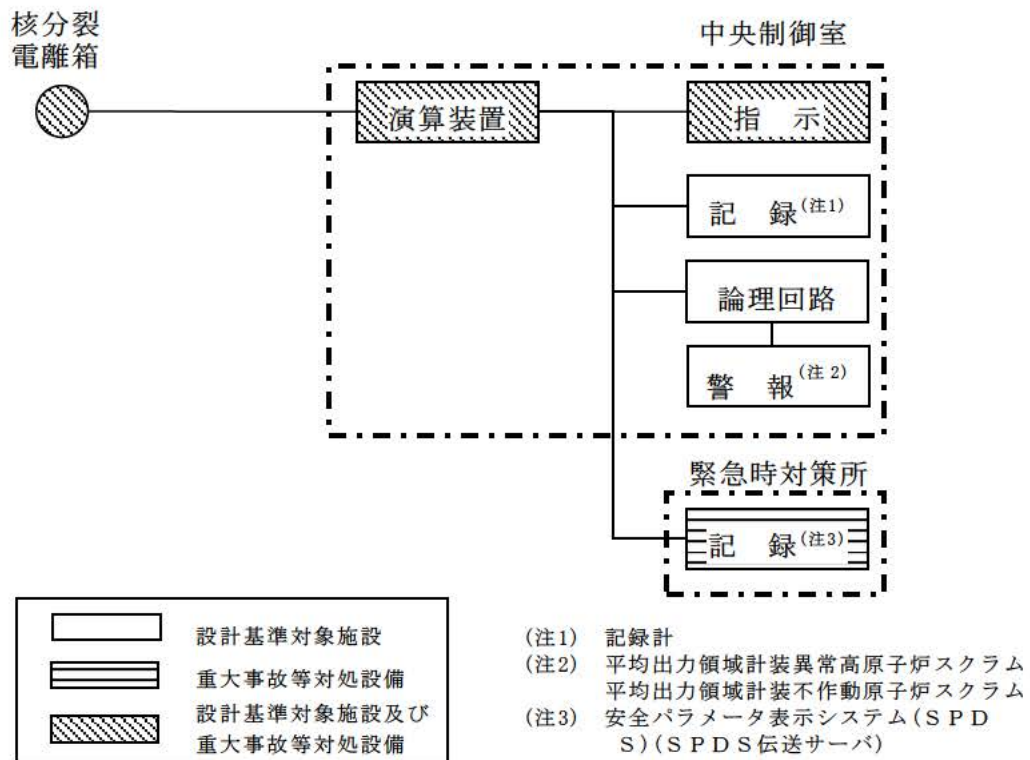 核分裂
電離箱
中央制御室
演算装置
指　示
記　録(注1)
論理回路
警　報(注2)
緊急時対策所
記　録(注3)
設計基準対象施設
重大事故等対処設備
設計基準対象施設及び
重大事故等対処設備
(注1)　記録計
(注2)　平均出力領域計装異常高原子炉スクラム
平均出力領域計装不作動原子炉スクラム
(注3)　安全パラメータ表示システム(ＳＰＤ
Ｓ)(ＳＰＤＳ伝送サーバ)